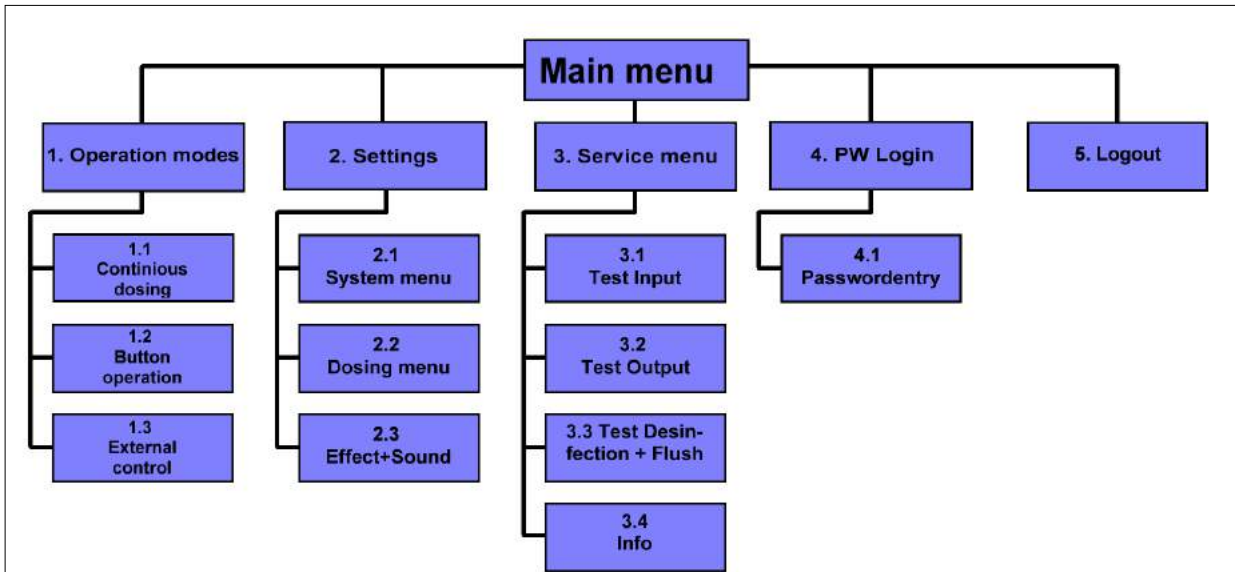 Main menu
1. Operation modes
2. Settings
3. Service menu
4. PW Login
5. Logout
1.1
Continious
dosing
1.2
Button
operation
1.3
External
control
2.1
System menu
2.2
Dosing menu
2.3
Effect+Sound
3.1
Test Input
3.2
Test Output
3.3 Test Desin-
fection + Flush
3.4
Info
4.1
Passwordentry